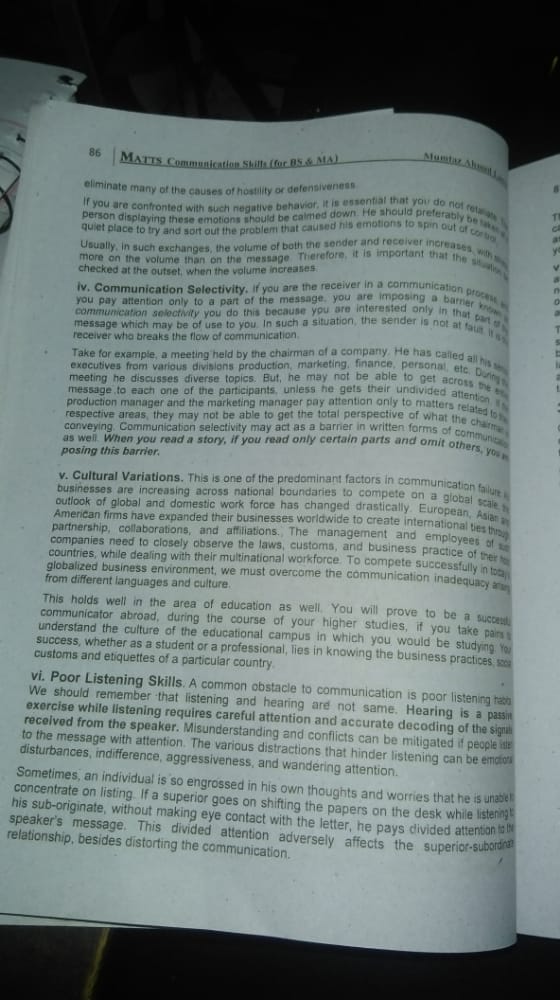 86 MATTS Communication Skills (for BS & MA) Mumtaz Ahmed
eliminate many of the causes of hostility or defensiveness.
If you are confronted with such negative behavior, it is essential that you do not retaliate.
person displaying these emotions should be calmed down. He should preferably be taken
quiet place to try and sort out the problem that caused his emotions to spin out of control.
Usually, in such exchanges, the volume of both the sender and receiver increases, with
more on the volume than on the message. Therefore, it is important that the situation
checked at the outset, when the volume increases.
iv. Communication Selectivity. If you are the receiver in a communication process,
you pay attention only to a part of the message, you are imposing a barrier known
communication selectivity you do this because you are interested only in that part of
message which may be of use to you. In such a situation, the sender is not at fault. It is
receiver who breaks the flow of communication.
Take for example, a meeting held by the chairman of a company. He has called all his
executives from various divisions production, marketing, finance, personal, etc. During
meeting he discusses diverse topics. But, he may not be able to get across the
message to each one of the participants, unless he gets their undivided attention. If
production manager and the marketing manager pay attention only to matters related to
respective areas, they may not be able to get the total perspective of what the chairman
conveying. Communication selectivity may act as a barrier in written forms of communication
as well. When you read a story, if you read only certain parts and omit others, you are
posing this barrier.
v. Cultural Variations. This is one of the predominant factors in communication failure.
businesses are increasing across national boundaries to compete on a global scale, the
outlook of global and domestic work force has changed drastically. European, Asian and
American firms have expanded their businesses worldwide to create international ties through
partnership, collaborations, and affiliations. The management and employees of such
companies need to closely observe the laws, customs, and business practice of their
countries, while dealing with their multinational workforce. To compete successfully in today's
globalized business environment, we must overcome the communication inadequacy arising
from different languages and culture.
This holds well in the area of education as well. You will prove to be a successful
communicator abroad, during the course of your higher studies, if you take pains to
understand the culture of the educational campus in which you would be studying. Your
success, whether as a student or a professional, lies in knowing the business practices, social
customs and etiquettes of a particular country.
vi. Poor Listening Skills. A common obstacle to communication is poor listening habits.
We should remember that listening and hearing are not same. Hearing is a passive
exercise while listening requires careful attention and accurate decoding of the signals
received from the speaker. Misunderstanding and conflicts can be mitigated if people listen
to the message with attention. The various distractions that hinder listening can be emotional
disturbances, indifference, aggressiveness, and wandering attention.
Sometimes, an individual is so engrossed in his own thoughts and worries that he is unable to
concentrate on listing. If a superior goes on shifting the papers on the desk while listening to
his sub-originate, without making eye contact with the letter, he pays divided attention to the
speaker's message. This divided attention adversely affects the superior-subordinate
relationship, besides distorting the communication.